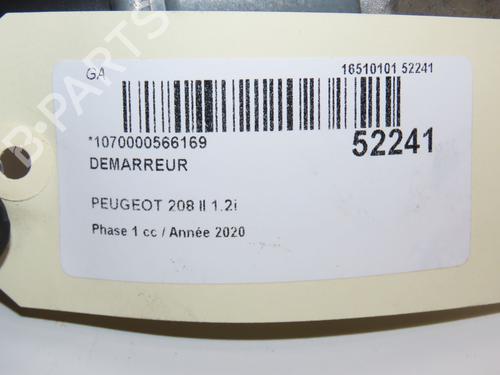 GA 16510101 52241
*1070000566169 52241
DEMARREUR
PEUGEOT 208 II 1.2i
Phase 1 cc / Année 2020
B-PARTS